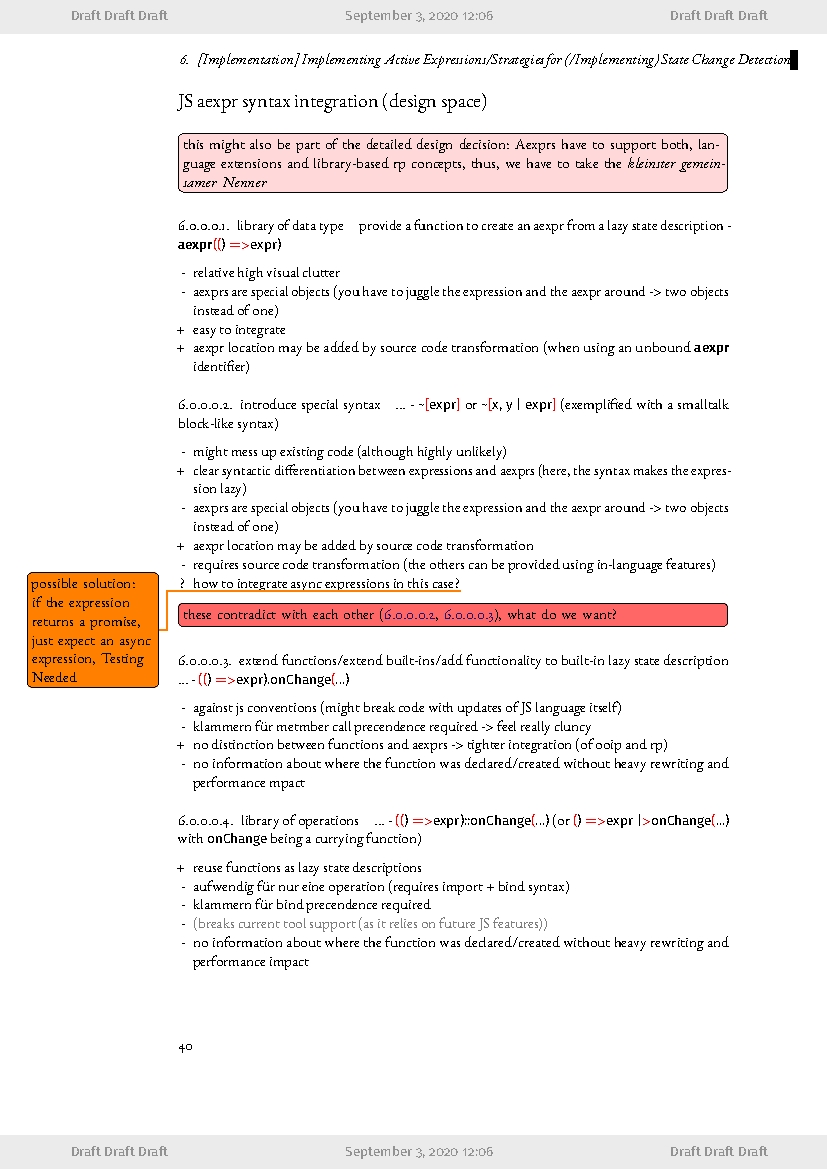 Draft Draft Draft September 3, 2020 12:06 Draft Draft Draft
6. [Implementation] Implementing Active Expressions/Strategies for (/Implementing) State Change Detection
JS aexpr syntax integration (design space)
this might also be part of the detailed design decision: Aexprs have to support both, lan-
guage extensions and library-based rp concepts, thus, we have to take the kleinster gemein-
samer Nenner
6.0.0.0.1. library of data type provide a function to create an aexpr from a lazy state description -
aexpr(() =>expr)
- relative high visual clutter
- aexprs are special objects (you have to juggle the expression and the aexpr around -> two objects
instead of one)
+ easy to integrate
+ aexpr location may be added by source code transformation (when using an unbound aexpr
identifier)
6.0.0.0.2. introduce special syntax ... - ~[expr] or ~[x, y | expr] (exemplified with a smalltalk
block-like syntax)
- might mess up existing code (although highly unlikely)
+ clear syntactic differentiation between expressions and aexprs (here, the syntax makes the expres-
sion lazy)
- aexprs are special objects (you have to juggle the expression and the aexpr around -> two objects
instead of one)
+ aexpr location may be added by source code transformation
- requires source code transformation (the others can be provided using in-language features)
? how to integrate async expressions in this case?
possible solution:
if the expression
returns a promise,
just expect an async
expression, Testing
Needed
these contradict with each other (6.0.0.0.2, 6.0.0.0.3), what do we want?
6.0.0.0.3. extend functions/extend built-ins/add functionality to built-in lazy state description
... - (() =>expr).onChange(...)
- against js conventions (might break code with updates of JS language itself)
- klammern für metmber call precendence required -> feel really cluncy
+ no distinction between functions and aexprs -> tighter integration (of ooip and rp)
- no information about where the function was declared/created without heavy rewriting and
performance mpact
6.0.0.0.4. library of operations ... - (() =>expr)::onChange(...) (or () =>expr |>onChange(...)
with onChange being a currying function)
+ reuse functions as lazy state descriptions
- aufwendig für nur eine operation (requires import + bind syntax)
- klammern für bind precendence required
- (breaks current tool support (as it relies on future JS features))
- no information about where the function was declared/created without heavy rewriting and
performance impact
40
Draft Draft Draft September 3, 2020 12:06 Draft Draft Draft